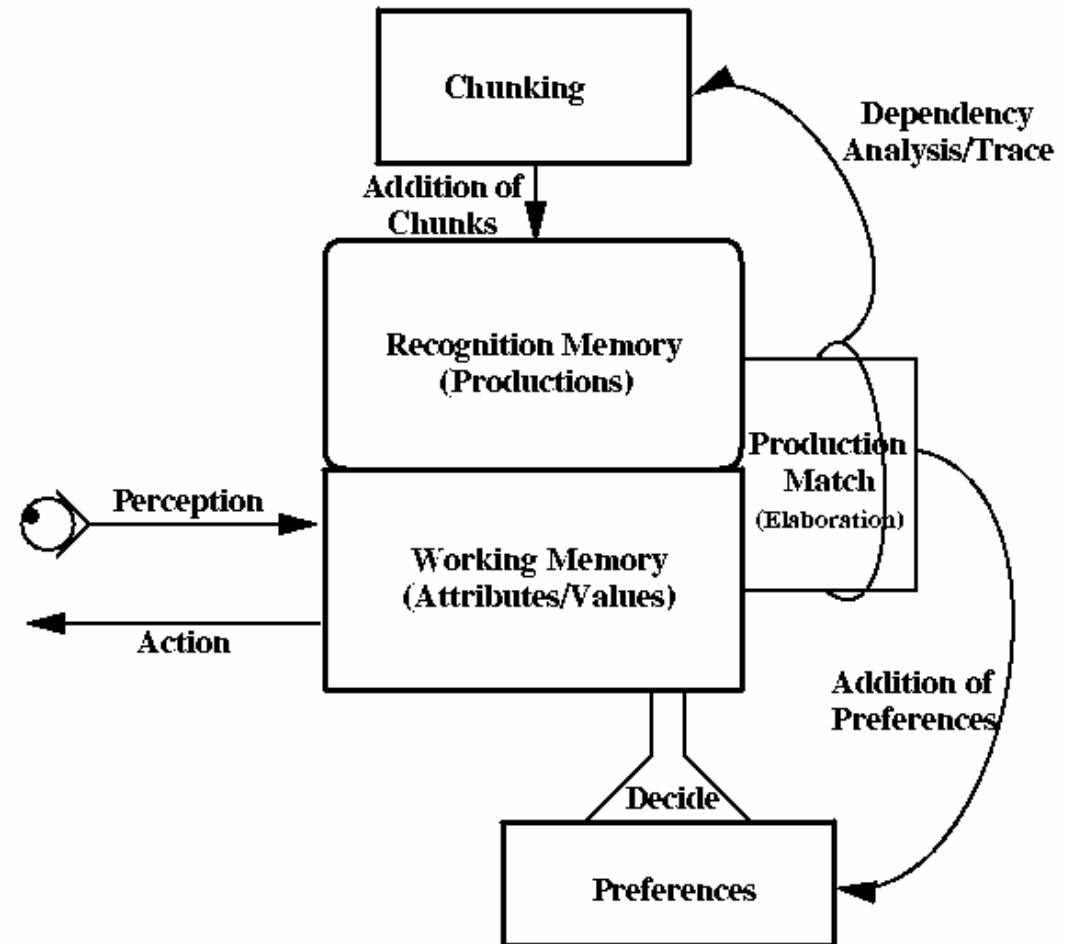 Chunking
Dependency
Analysis/Trace
Addition of
Chunks
Recognition Memory
(Productions)
Production
Match
(Elaboration)
Perception
Working Memory
(Attributes/Values)
Action
Addition of
Preferences
Decide
Preferences